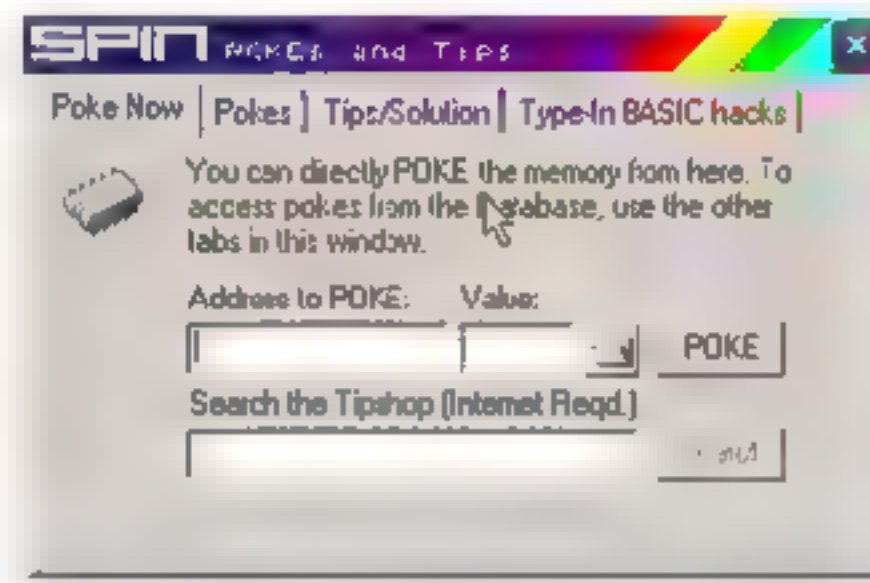 SPIN POKES and Tips
Poke Now Pokes Tips/Solution Type-In BASIC hacks
You can directly POKE the memory from here. To
access pokes from the database, use the other
tabs in this window.
Address to POKE: Value:
POKE
Search the Tipshop (Internet Reqd.)